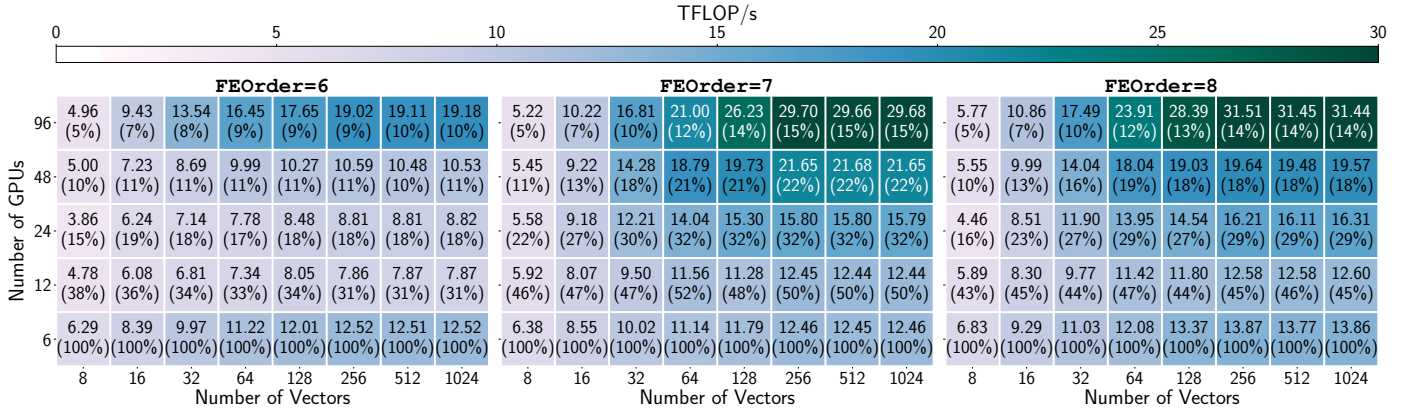 TFLOP/s
0 5 10 15 20 25 30
FEOrder=6 FEOrder=7 FEOrder=8
Number of GPUs
96 4.96 9.43 13.54 16.45 17.65 19.02 19.11 19.18 5.22 10.22 16.81 21.00 26.23 29.70 29.66 29.68 5.77 10.86 17.49 23.91 28.39 31.51 31.45 31.44
(5%) (7%) (8%) (9%) (9%) (9%) (10%) (10%) (5%) (7%) (10%) (12%) (14%) (15%) (15%) (15%) (5%) (7%) (10%) (12%) (13%) (14%) (14%) (14%)
48 5.00 7.23 8.69 9.99 10.27 10.59 10.48 10.53 5.45 9.22 14.28 18.79 19.73 21.65 21.68 21.65 5.55 9.99 14.04 18.04 19.03 19.64 19.48 19.57
(10%) (11%) (11%) (11%) (11%) (11%) (10%) (11%) (11%) (13%) (18%) (21%) (21%) (22%) (22%) (22%) (10%) (13%) (16%) (19%) (18%) (18%) (18%) (18%)
24 3.86 6.24 7.14 7.78 8.48 8.81 8.81 8.82 5.58 9.18 12.21 14.04 15.30 15.80 15.80 15.79 4.46 8.51 11.90 13.95 14.54 16.21 16.11 16.31
(15%) (19%) (18%) (17%) (18%) (18%) (18%) (18%) (22%) (27%) (30%) (32%) (32%) (32%) (32%) (32%) (16%) (23%) (27%) (29%) (27%) (29%) (29%) (29%)
12 4.78 6.08 6.81 7.34 8.05 7.86 7.87 7.87 5.92 8.07 9.50 11.56 11.28 12.45 12.44 12.44 5.89 8.30 9.77 11.42 11.80 12.58 12.58 12.60
(38%) (36%) (34%) (33%) (34%) (31%) (31%) (31%) (46%) (47%) (47%) (52%) (48%) (50%) (50%) (50%) (43%) (45%) (44%) (47%) (44%) (45%) (46%) (45%)
6 6.29 8.39 9.97 11.22 12.01 12.52 12.51 12.52 6.38 8.55 10.02 11.14 11.79 12.46 12.45 12.46 6.83 9.29 11.03 12.08 13.37 13.87 13.77 13.86
(100%) (100%) (100%) (100%) (100%) (100%) (100%) (100%) (100%) (100%) (100%) (100%) (100%) (100%) (100%) (100%) (100%) (100%) (100%) (100%) (100%) (100%) (100%) (100%)
8 16 32 64 128 256 512 1024 8 16 32 64 128 256 512 1024 8 16 32 64 128 256 512 1024
Number of Vectors Number of Vectors Number of Vectors